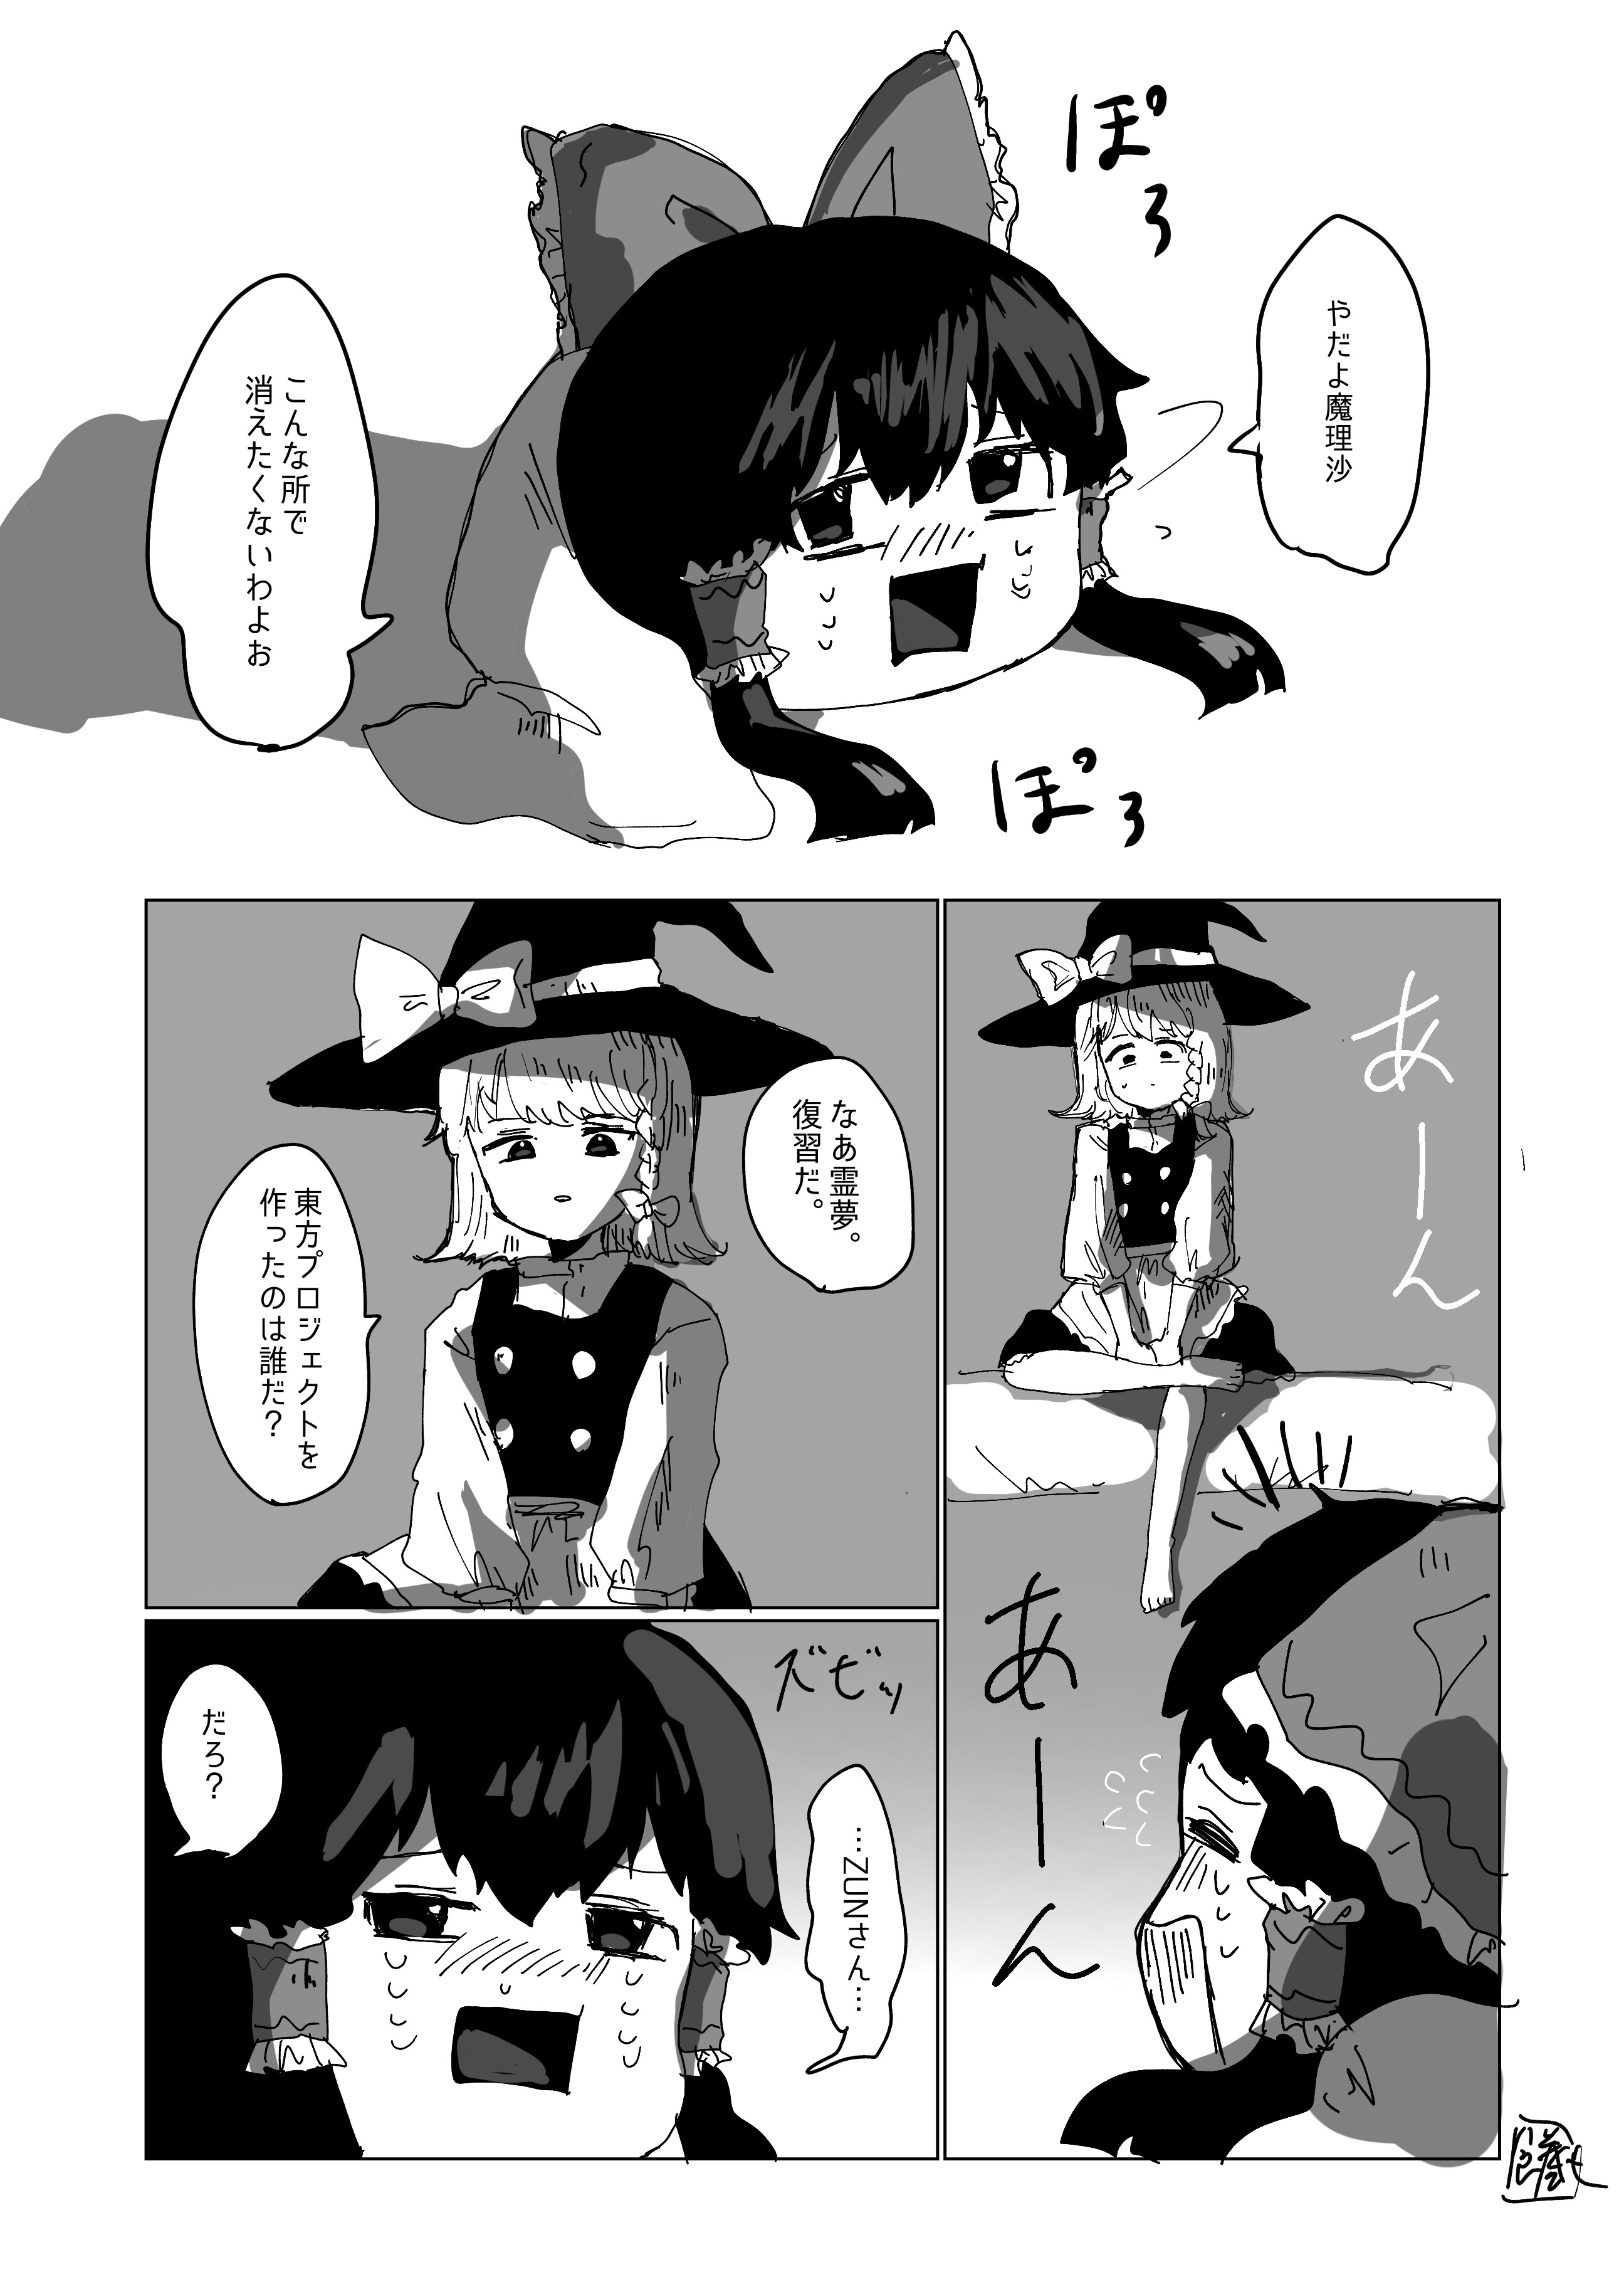 ぽろ
やだよ魔理沙
こんな所で
消えたくないわよぉ
ぽろ
あーん
あーん
なあ霊夢。
復習だ。
東方プロジェクトを
作ったのは誰だ?
ズビッ
…ZUNさん…
だろ?